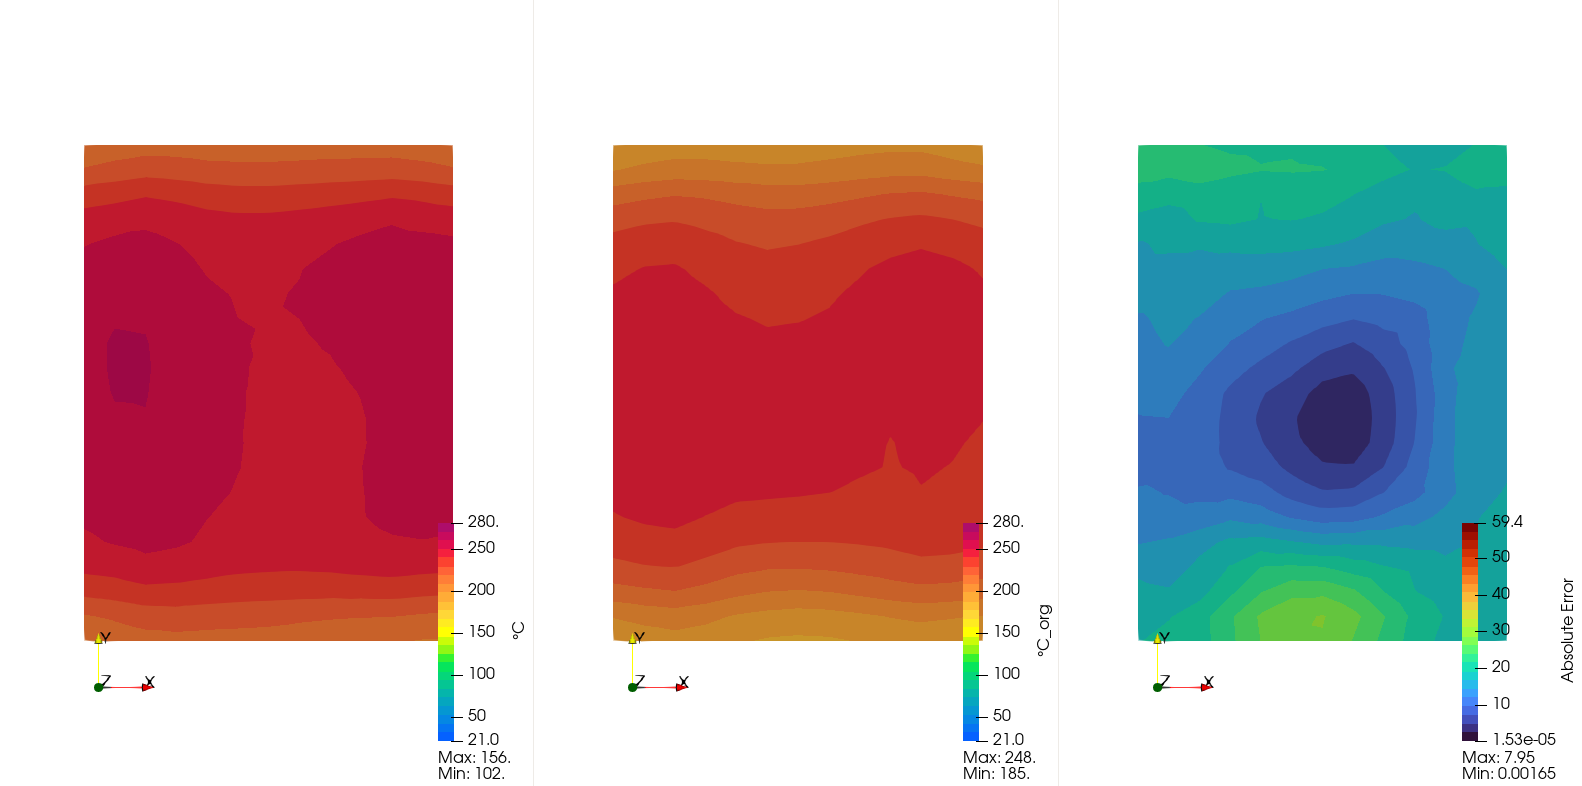 280.
250
200
150
100
50
21.0
°C
Max: 156.
Min: 102.
Y
Z
X
280.
250
200
150
100
50
21.0
°C_org
Max: 248.
Min: 185.
Y
Z
X
59.4
50
40
30
20
10
1.53e-05
Absolute Error
Max: 7.95
Min: 0.00165
Y
Z
X